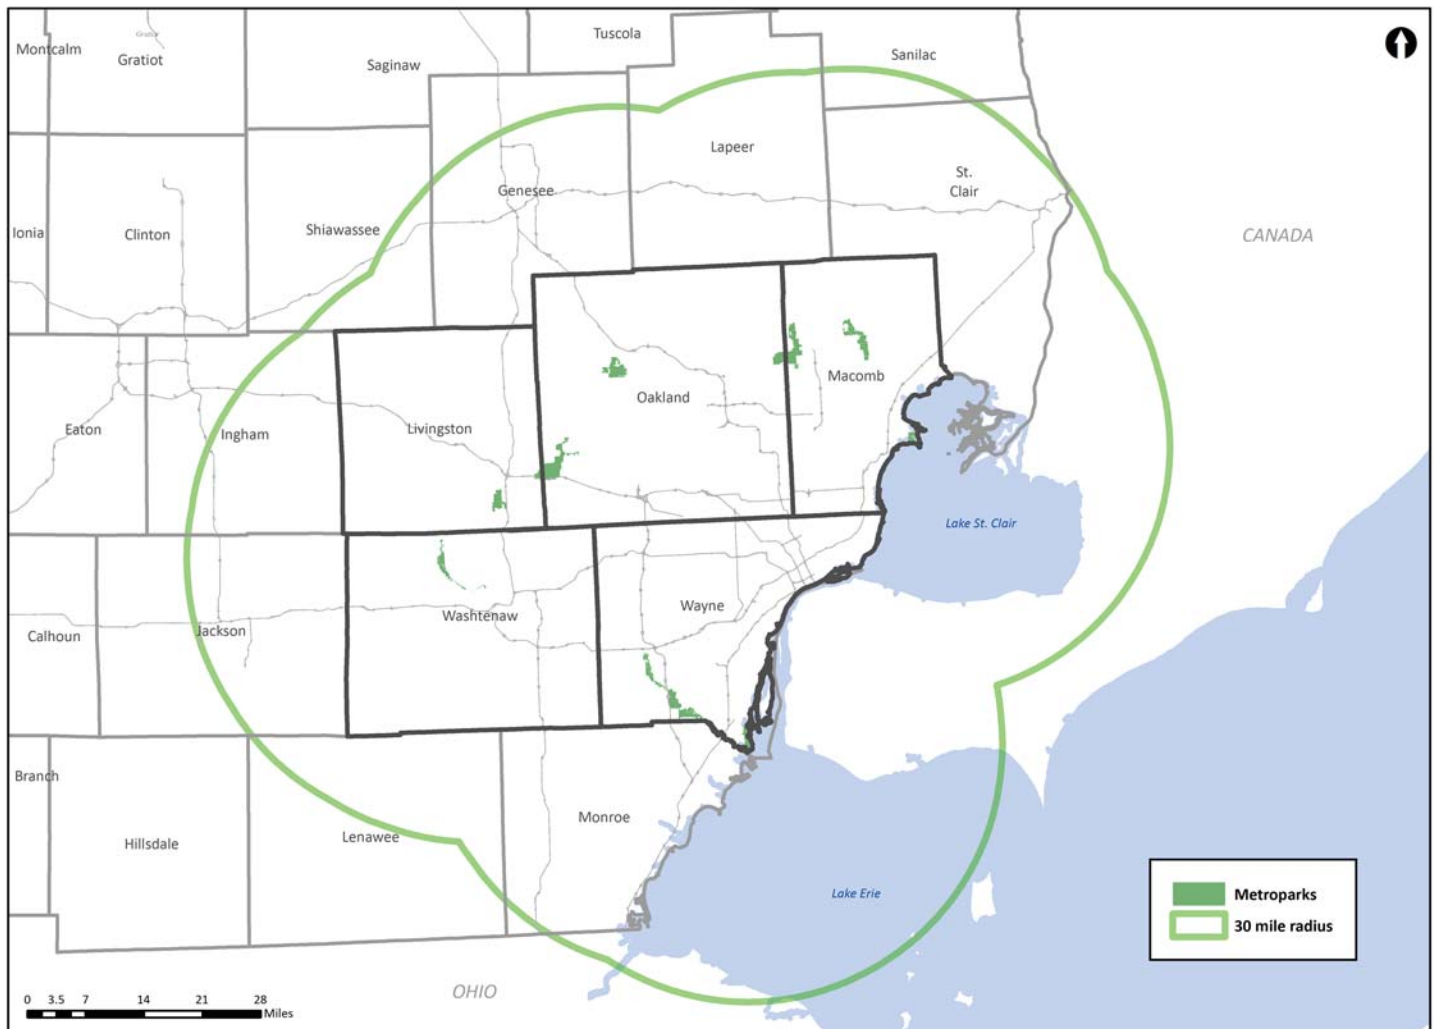 Tuscola
Montcalm
Gratiot
Gratiot
Saginaw
Sanilac
Lapeer
St.
Clair
Genesee
Ionia
Clinton
Shiawassee
CANADA
Macomb
Oakland
Eaton
Ingham
Livingston
Lake St. Clair
Wayne
Washtenaw
Calhoun
Jackson
Branch
Monroe
Hillsdale
Lenawee
Lake Erie
Metroparks
30 mile radius
OHIO
0 3.5 7 14 21 28
Miles